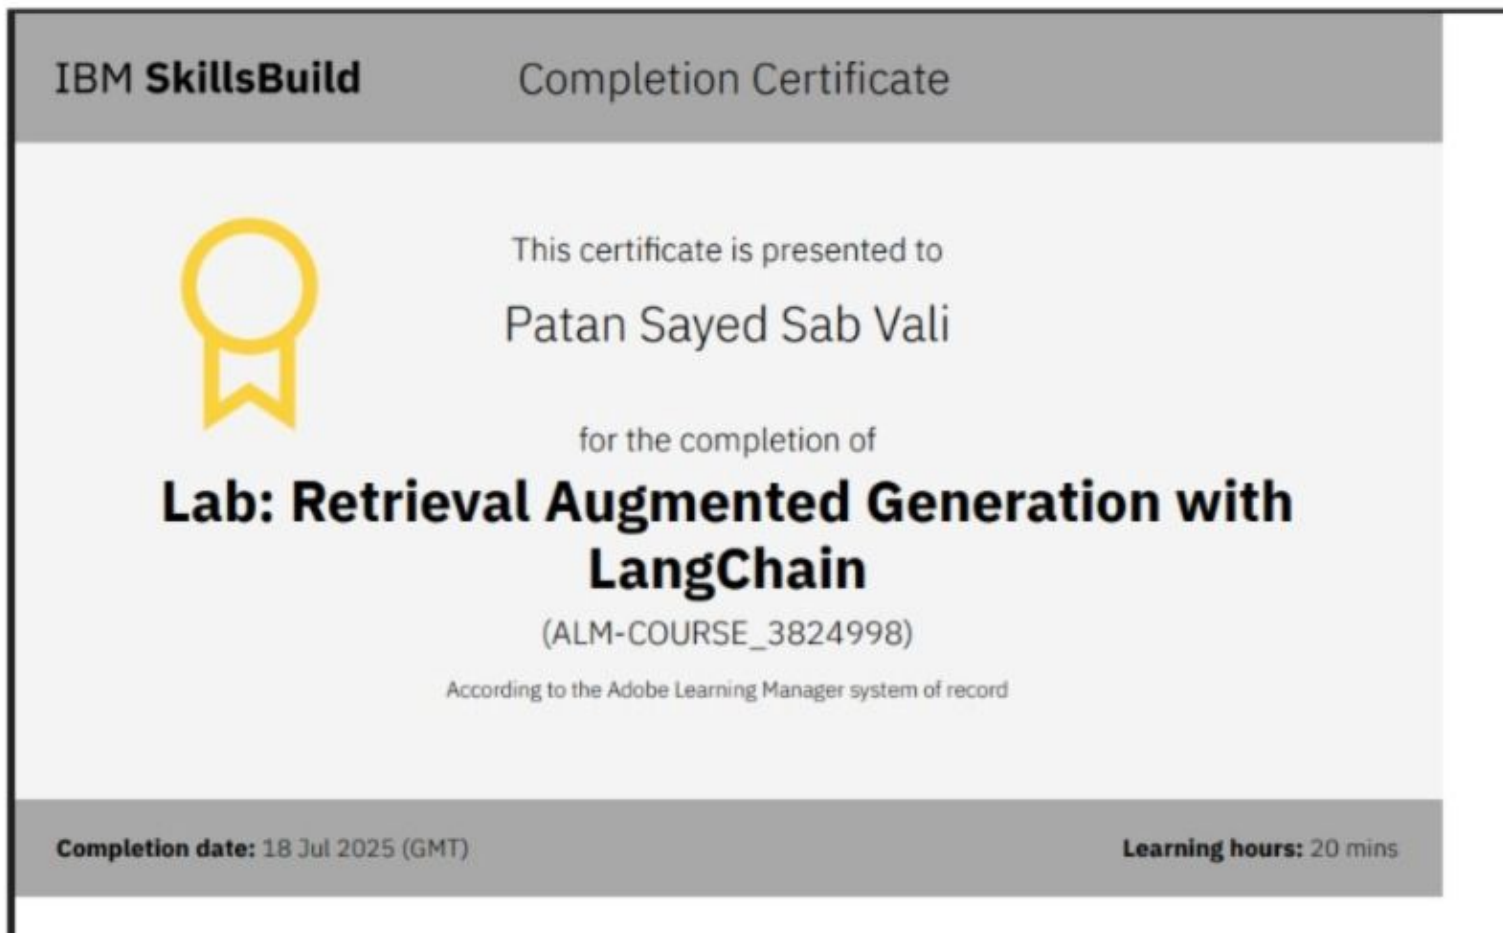 IBM SkillsBuild Completion Certificate
This certificate is presented to
Patan Sayed Sab Vali
for the completion of
Lab: Retrieval Augmented Generation with
LangChain
(ALM-COURSE_3824998)
According to the Adobe Learning Manager system of record
Completion date: 18 Jul 2025 (GMT) Learning hours: 20 mins